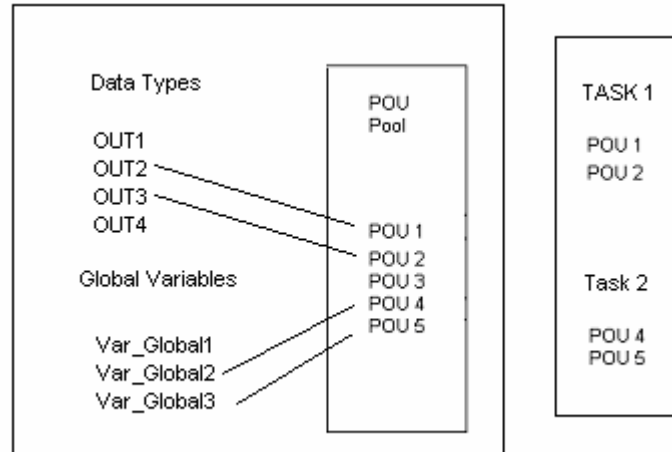 Data Types
OUT1
OUT2
OUT3
OUT4
Global Variables
Var_Global1
Var_Global2
Var_Global3
POU
Pool
POU 1
POU 2
POU 3
POU 4
POU 5
TASK 1
POU 1
POU 2
Task 2
POU 4
POU 5